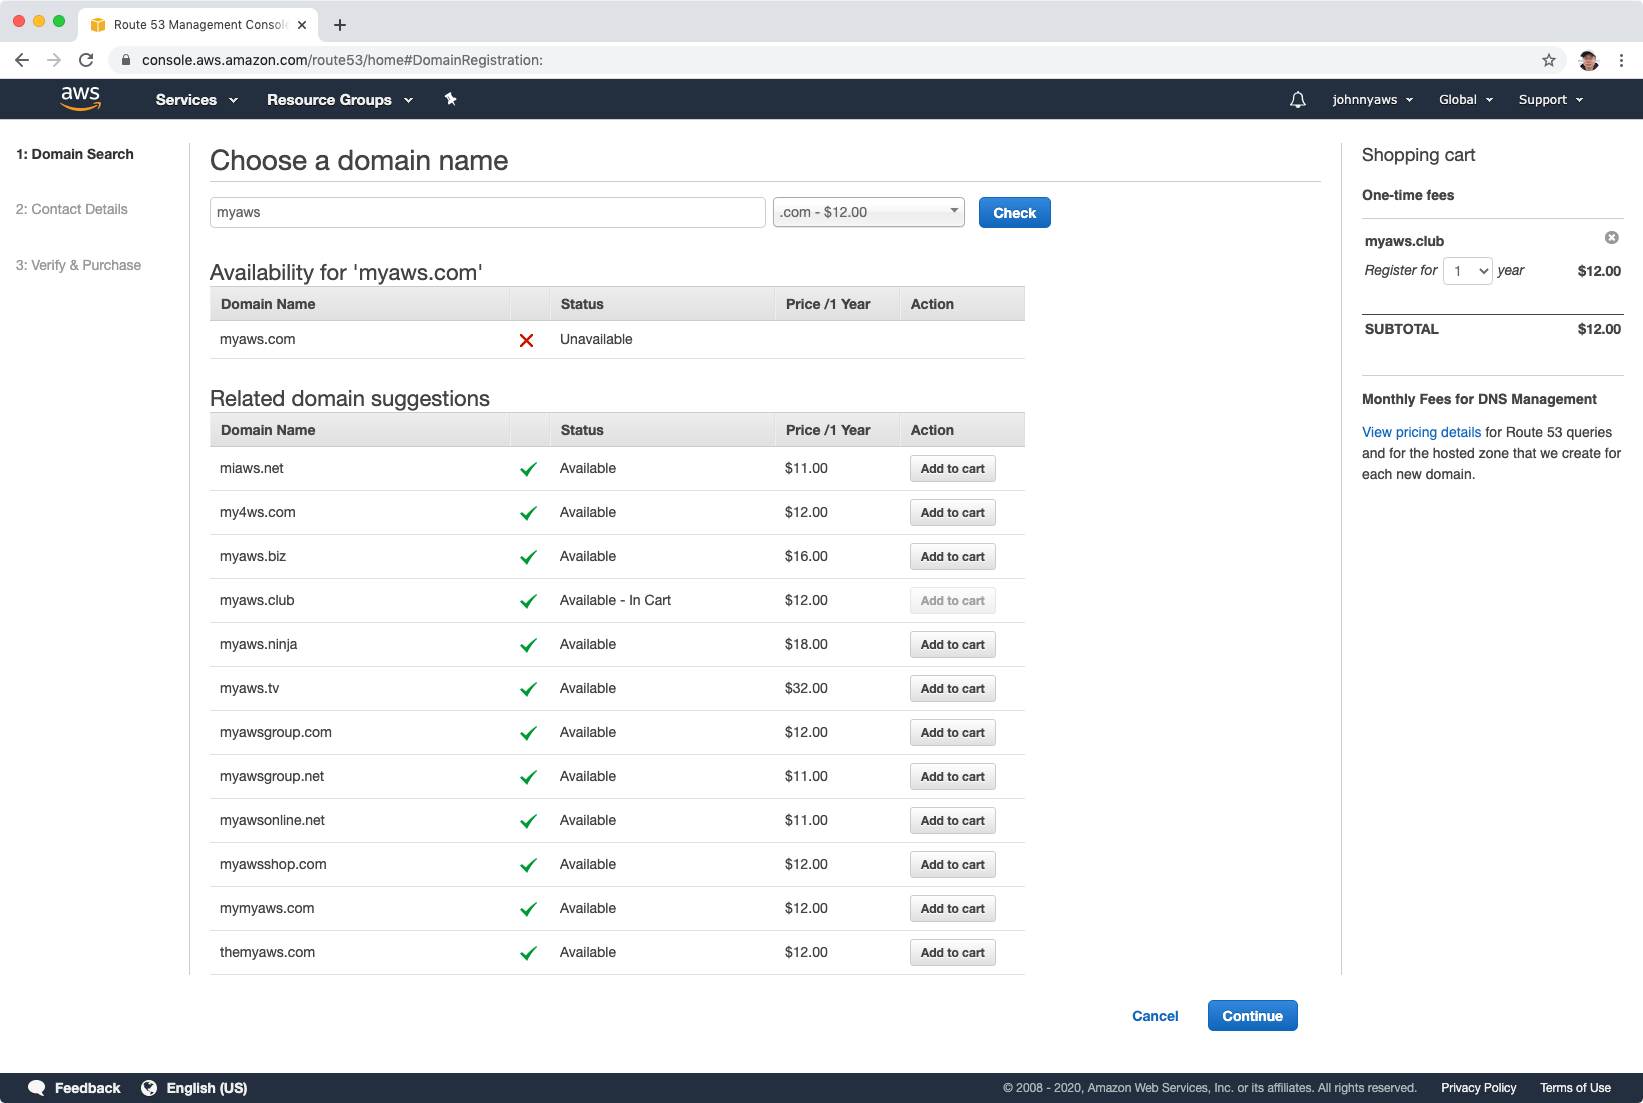 Route 53 Management Console
console.aws.amazon.com/route53/home#DomainRegistration:
aws
Services
Resource Groups
johnnyaws
Global
Support
1: Domain Search
2: Contact Details
3: Verify & Purchase
Choose a domain name
myaws
.com - $12.00
Check
Availability for 'myaws.com'
Domain Name Status Price /1 Year Action
myaws.com Unavailable
Related domain suggestions
Domain Name Status Price /1 Year Action
miaws.net Available $11.00 Add to cart
my4ws.com Available $12.00 Add to cart
myaws.biz Available $16.00 Add to cart
myaws.club Available - In Cart $12.00 Add to cart
myaws.ninja Available $18.00 Add to cart
myaws.tv Available $32.00 Add to cart
myawsgroup.com Available $12.00 Add to cart
myawsgroup.net Available $11.00 Add to cart
myawsonline.net Available $11.00 Add to cart
myawsshop.com Available $12.00 Add to cart
mymyaws.com Available $12.00 Add to cart
themyaws.com Available $12.00 Add to cart
Cancel
Continue
Shopping cart
One-time fees
myaws.club
Register for 1 year $12.00
SUBTOTAL $12.00
Monthly Fees for DNS Management
View pricing details for Route 53 queries
and for the hosted zone that we create for
each new domain.
Feedback
English (US)
© 2008 - 2020, Amazon Web Services, Inc. or its affiliates. All rights reserved.
Privacy Policy
Terms of Use